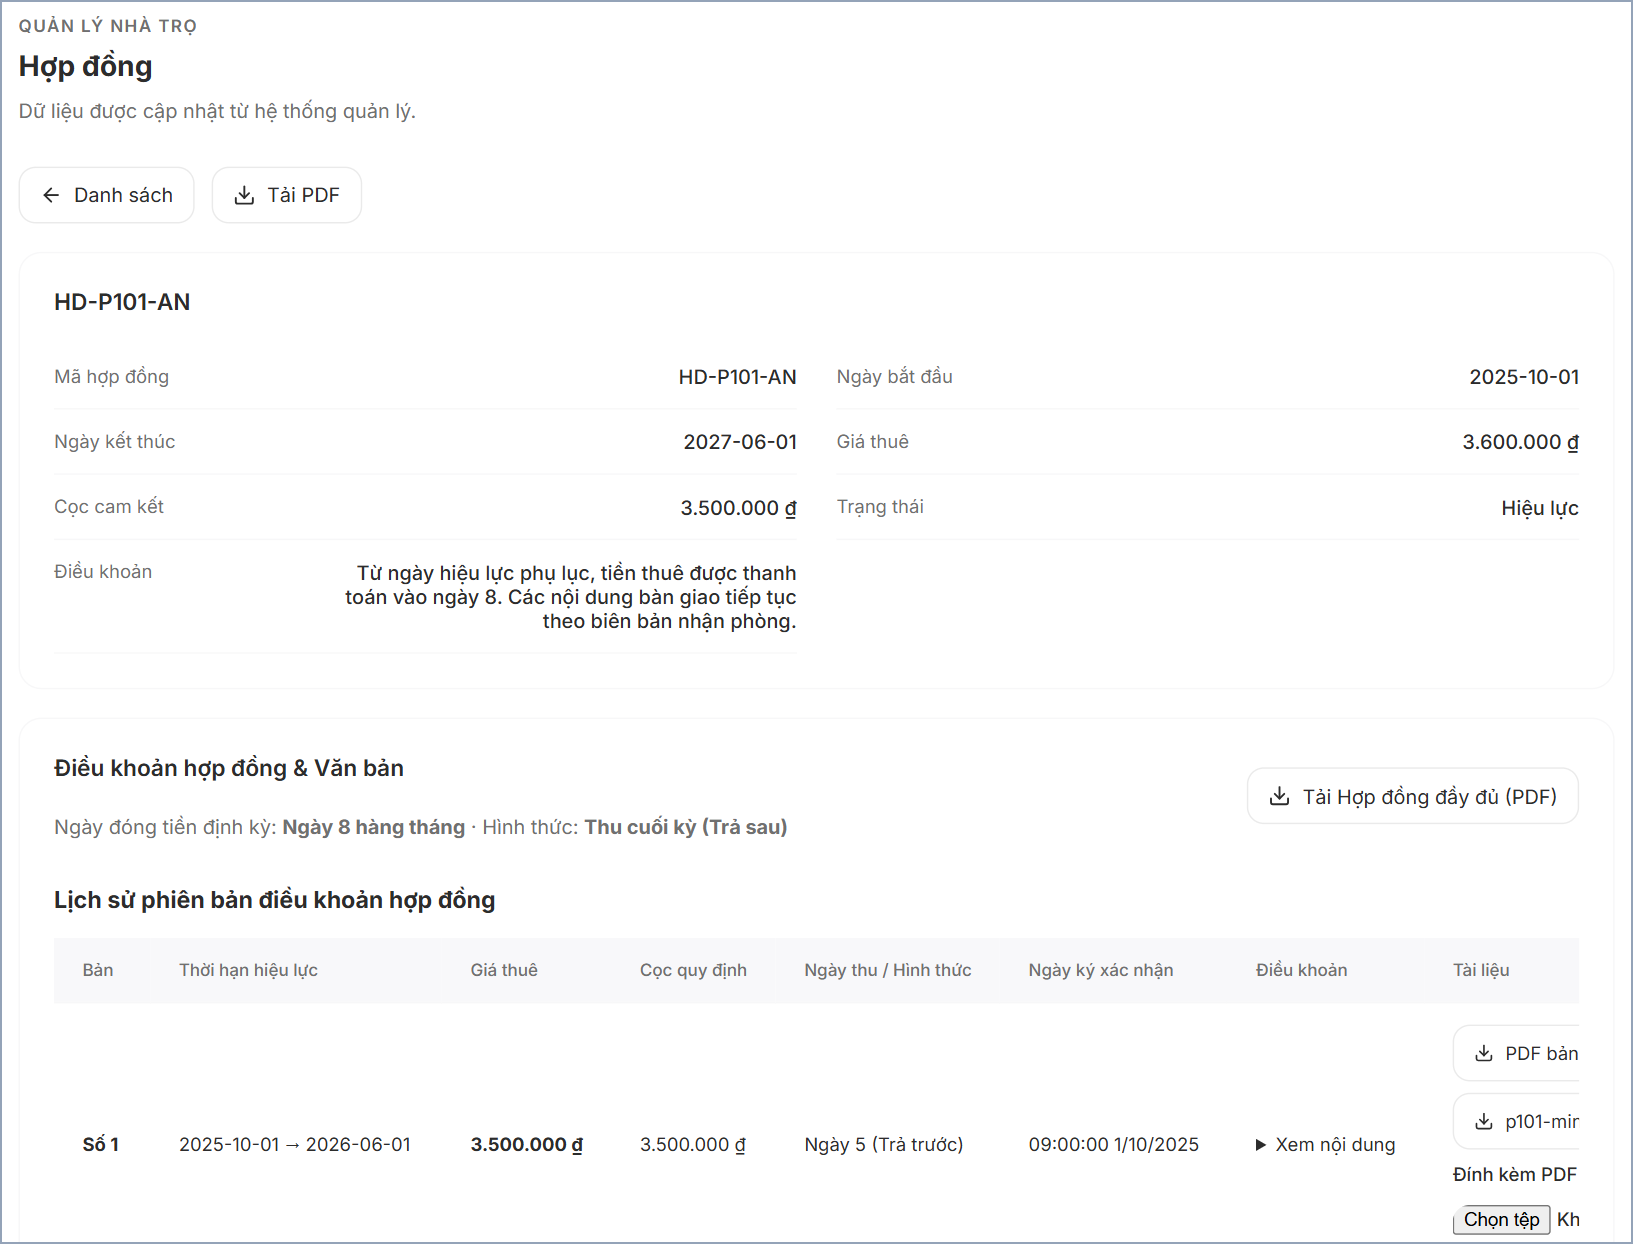 QUẢN LÝ NHÀ TRỌ
Hợp đồng
Dữ liệu được cập nhật từ hệ thống quản lý.
Danh sách
Tải PDF
HD-P101-AN
Mã hợp đồng
HD-P101-AN
Ngày bắt đầu
2025-10-01
Ngày kết thúc
2027-06-01
Giá thuê
3.600.000 ₫
Cọc cam kết
3.500.000 ₫
Trạng thái
Hiệu lực
Điều khoản
Từ ngày hiệu lực phụ lục, tiền thuê được thanh
toán vào ngày 8. Các nội dung bàn giao tiếp tục
theo biên bản nhận phòng.
Điều khoản hợp đồng & Văn bản
Tải Hợp đồng đầy đủ (PDF)
Ngày đóng tiền định kỳ: Ngày 8 hàng tháng · Hình thức: Thu cuối kỳ (Trả sau)
Lịch sử phiên bản điều khoản hợp đồng
Bản
Thời hạn hiệu lực
Giá thuê
Cọc quy định
Ngày thu / Hình thức
Ngày ký xác nhận
Điều khoản
Tài liệu
Số 1
2025-10-01 → 2026-06-01
3.500.000 ₫
3.500.000 ₫
Ngày 5 (Trả trước)
09:00:00 1/10/2025
▶ Xem nội dung
PDF bản
p101-min
Đính kèm PDF
Chọn tệp Kh